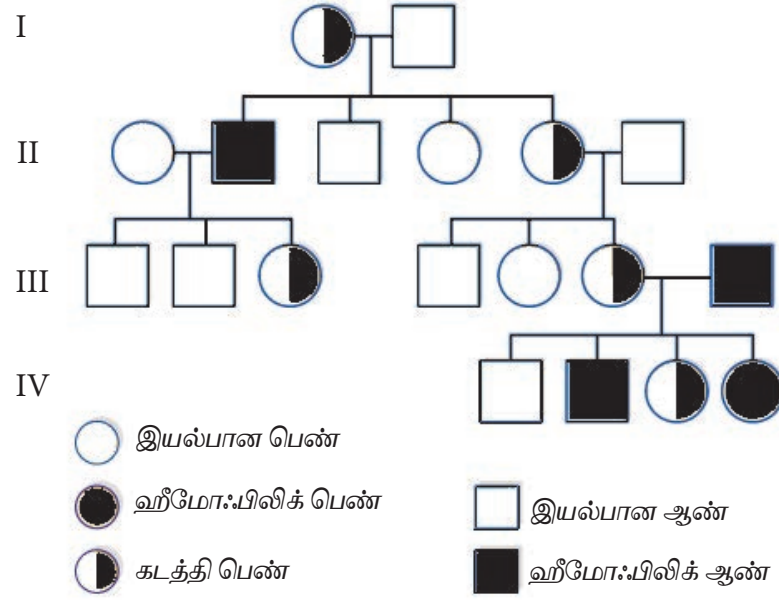 I
II
III
IV
இயல்பான பெண்
ஹீமோஃபிலிக் பெண்
கடத்தி பெண்
இயல்பான ஆண்
ஹீமோஃபிலிக் ஆண்